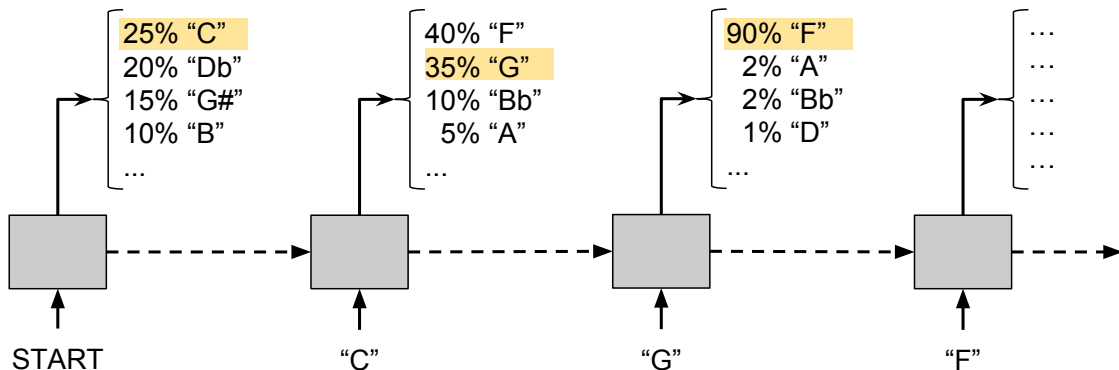 25% “C”
20% “Db”
15% “G#”
10% “B”
...
40% “F”
35% “G”
10% “Bb”
5% “A”
...
90% “F”
2% “A”
2% “Bb”
1% “D”
...
...
...
...
...
...
START
“C”
“G”
“F”